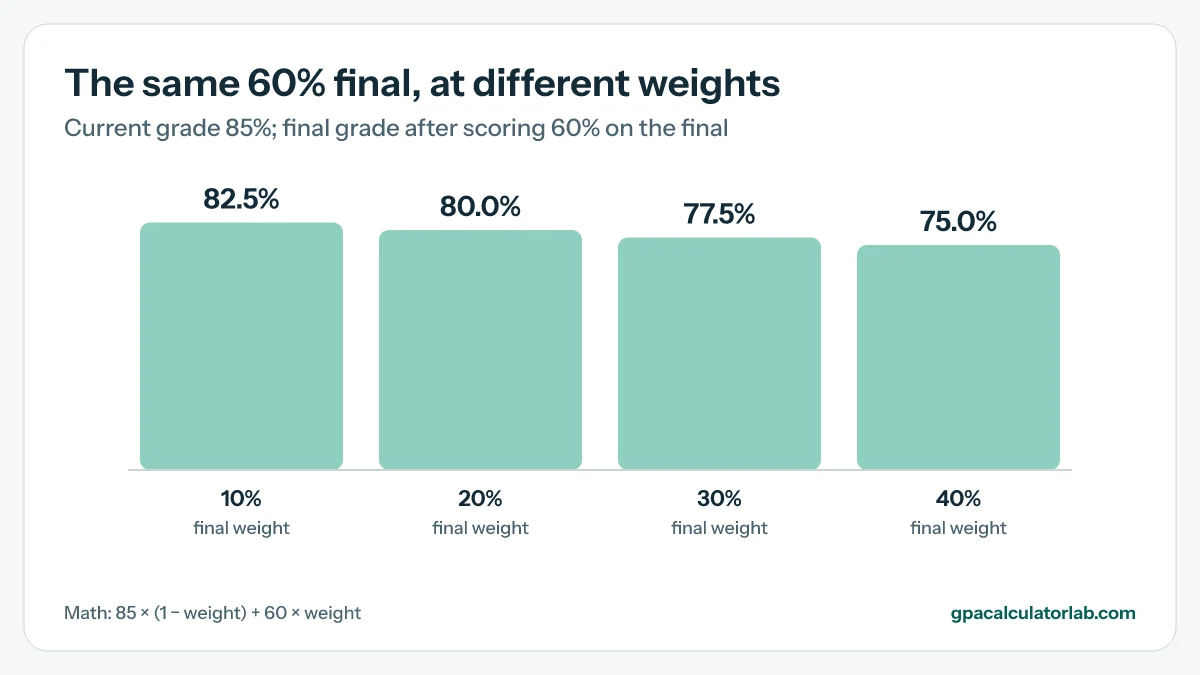 The same 60% final, at different weights
Current grade 85%; final grade after scoring 60% on the final
82.5%
80.0%
77.5%
75.0%
10%
final weight
20%
final weight
30%
final weight
40%
final weight
Math: 85 × (1 − weight) + 60 × weight
gpacalculatorlab.com